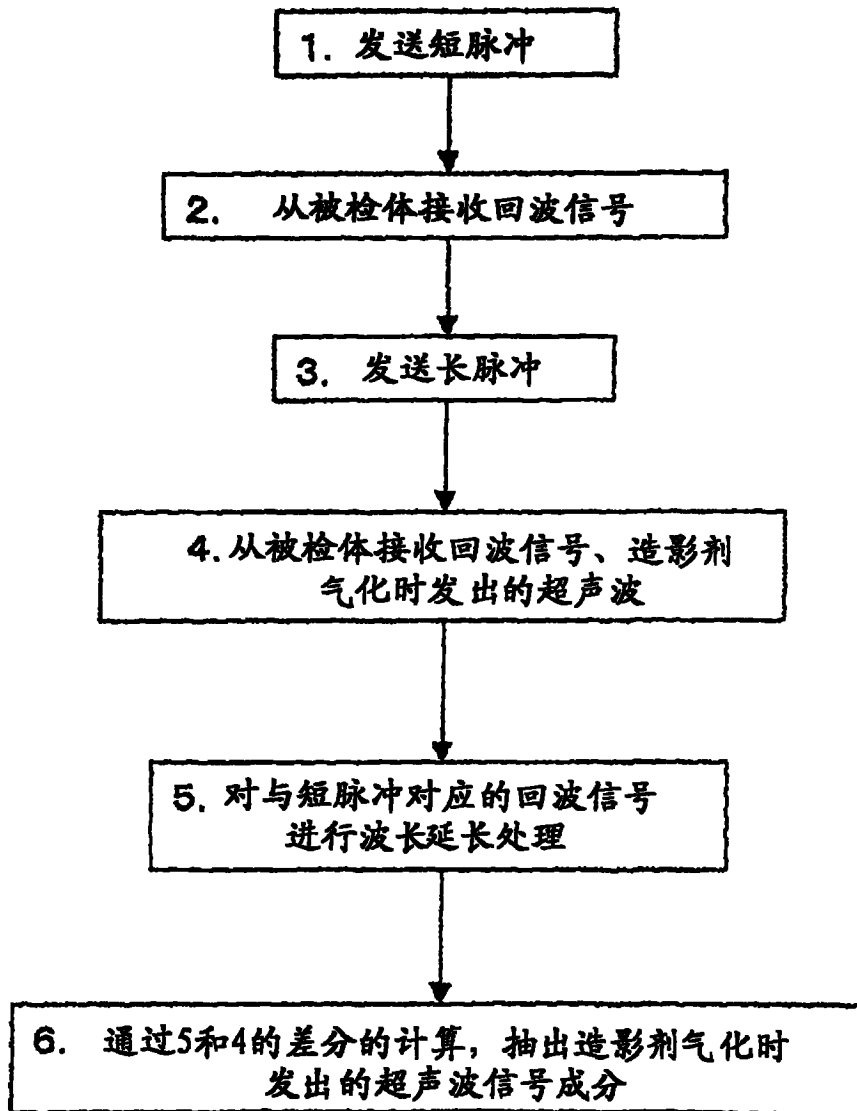 1. 发送短脉冲
2. 从被检体接收回波信号
3. 发送长脉冲
4.从被检体接收回波信号、造影剂
气化时发出的超声波
5. 对与短脉冲对应的回波信号
进行波长延长处理
6. 通过5和4的差分的计算，抽出造影剂气化时
发出的超声波信号成分